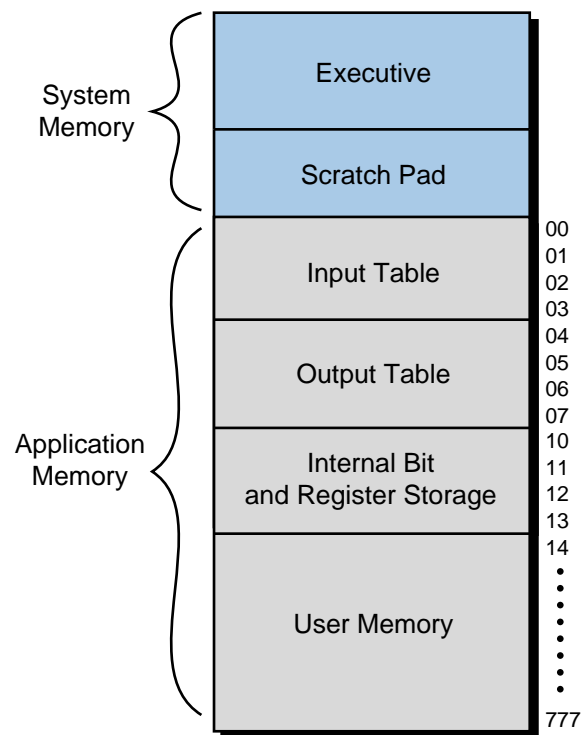 System
Memory
Executive
Scratch Pad
Application
Memory
Input Table
Output Table
Internal Bit
and Register Storage
User Memory
00
01
02
03
04
05
06
07
10
11
12
13
14
777